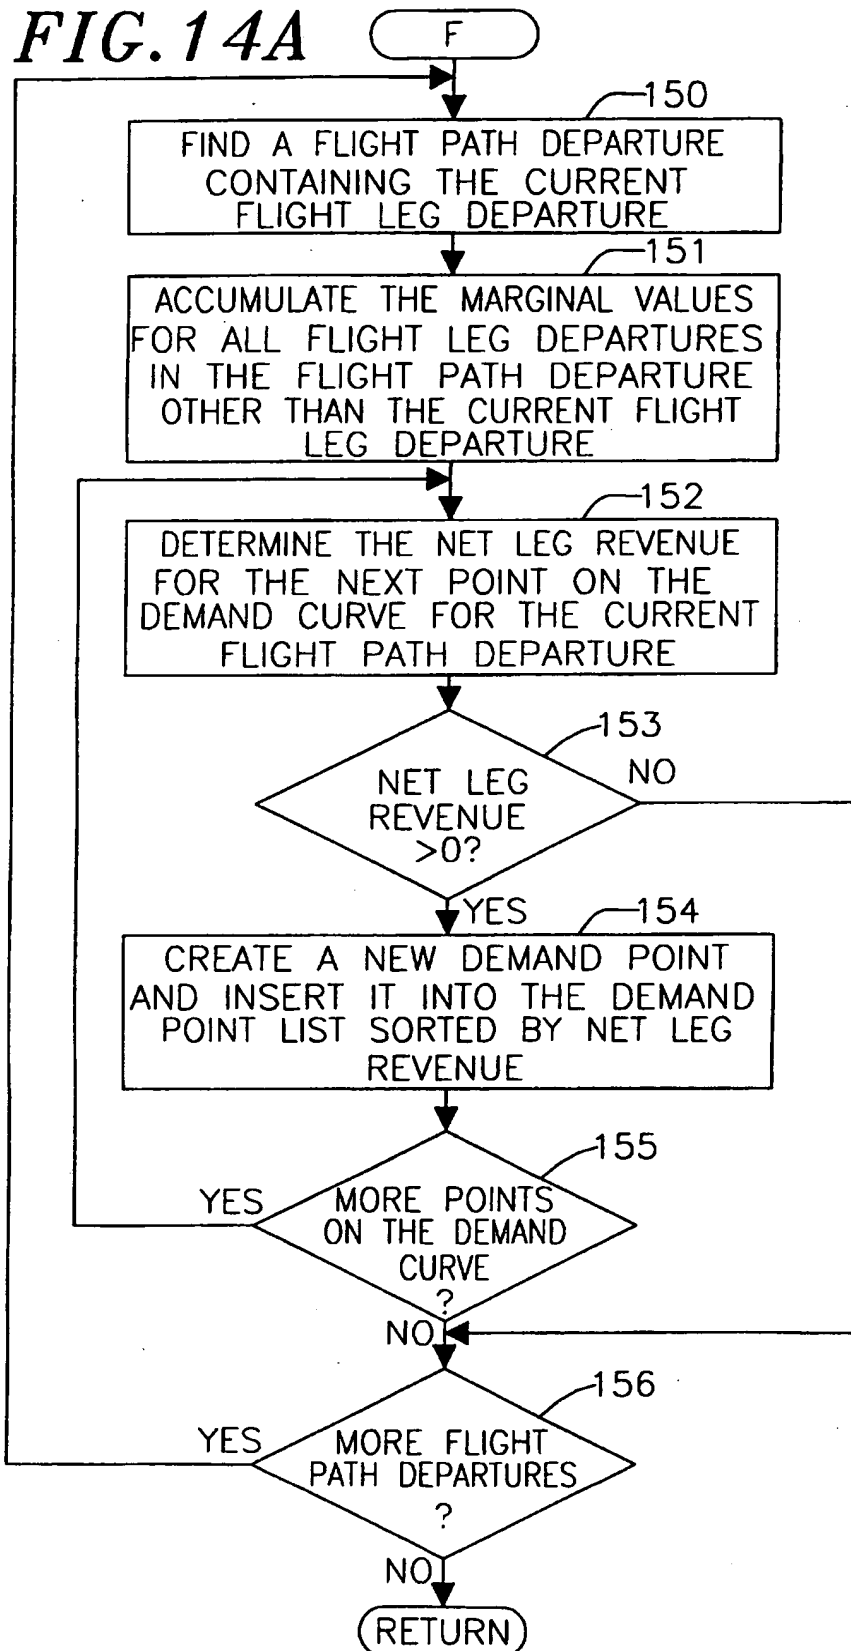 FIG.14A
F
150
FIND A FLIGHT PATH DEPARTURE
CONTAINING THE CURRENT
FLIGHT LEG DEPARTURE
151
ACCUMULATE THE MARGINAL VALUES
FOR ALL FLIGHT LEG DEPARTURES
IN THE FLIGHT PATH DEPARTURE
OTHER THAN THE CURRENT FLIGHT
LEG DEPARTURE
152
DETERMINE THE NET LEG REVENUE
FOR THE NEXT POINT ON THE
DEMAND CURVE FOR THE CURRENT
FLIGHT PATH DEPARTURE
153
NET LEG
REVENUE
>0?
NO
YES
154
CREATE A NEW DEMAND POINT
AND INSERT IT INTO THE DEMAND
POINT LIST SORTED BY NET LEG
REVENUE
155
YES
MORE POINTS
ON THE DEMAND
CURVE
?
NO
156
YES
MORE FLIGHT
PATH DEPARTURES
?
NO
RETURN